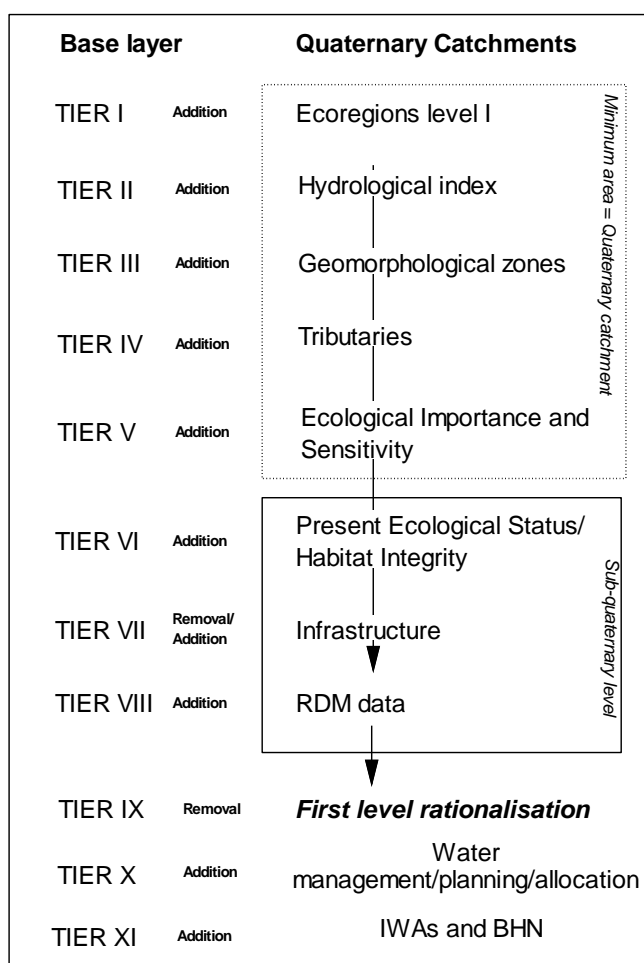 Base layer Quaternary Catchments
TIER I Addition Ecoregions level I
TIER II Addition Hydrological index
TIER III Addition Geomorphological zones
TIER IV Addition Tributaries
Minimum area = Quaternary catchment
TIER V Addition Ecological Importance and
Sensitivity
TIER VI Addition Present Ecological Status/
Habitat Integrity
TIER VII Removal/
Addition Infrastructure
TIER VIII Addition RDM data
Sub-quaternary level
TIER IX Removal First level rationalisation
TIER X Addition Water
management/planning/allocation
TIER XI Addition IWAs and BHN